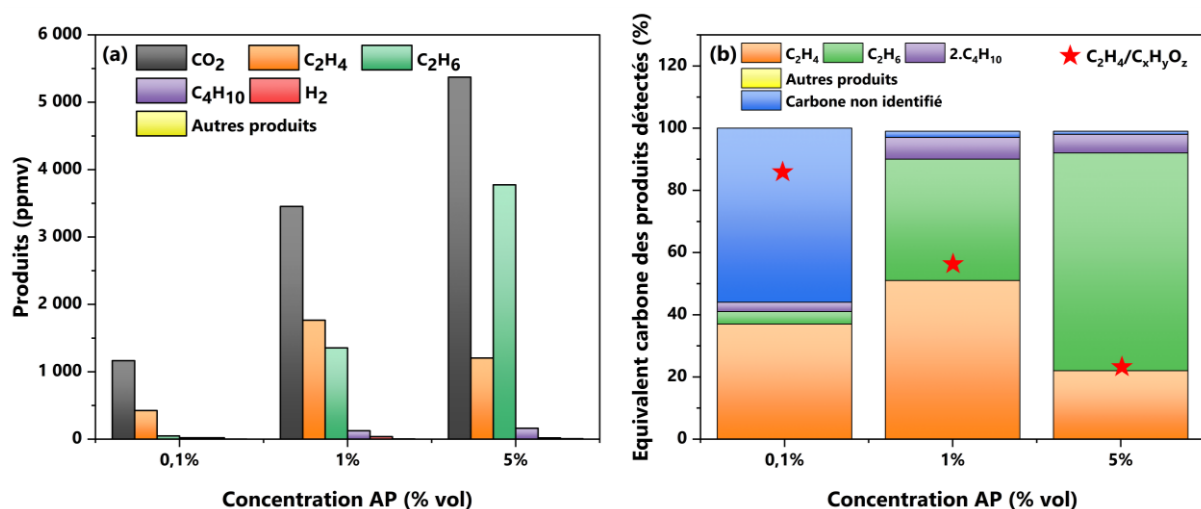 (a)
CO₂ C₂H₄ C₂H₆
C₄H₁₀ H₂
Autres produits
6 000
5 000
4 000
3 000
2 000
1 000
0
Produits (ppmv)
0,1% 1% 5%
Concentration AP (% vol)
(b)
C₂H₄ C₂H₆ 2.C₄H₁₀ C₂H₄/CₓHᵧO_z
Autres produits
Carbone non identifié
120
100
80
60
40
20
0
Equivalent carbone des produits détectés (%)
0,1% 1% 5%
Concentration AP (% vol)